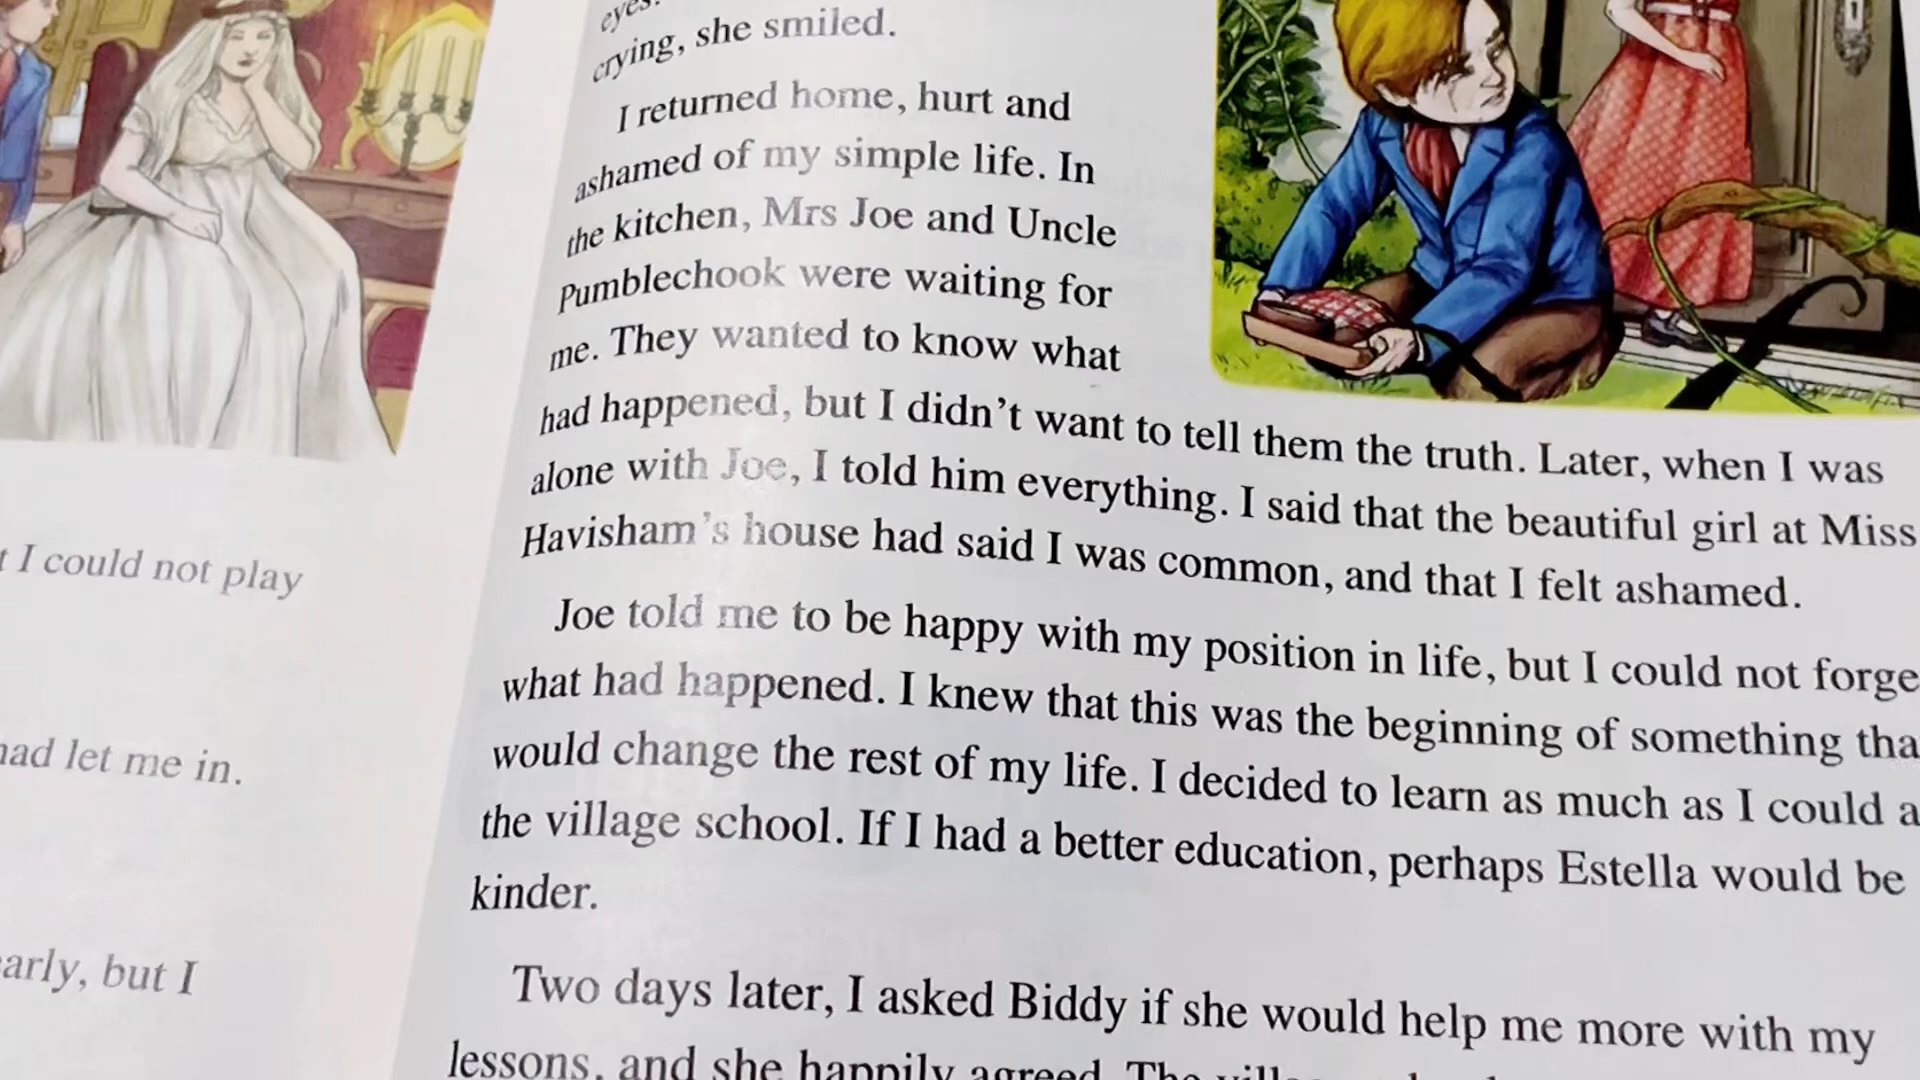 t I could not play
had let me in.
early, but I
eyes.
crying, she smiled.
I returned home, hurt and
ashamed of my simple life. In
the kitchen, Mrs Joe and Uncle
Pumblechook were waiting for
me. They wanted to know what
had happened, but I didn't want to tell them the truth. Later, when I was
alone with Joe, I told him everything. I said that the beautiful girl at Miss
Havisham's house had said I was common, and that I felt ashamed.
Joe told me to be happy with my position in life, but I could not forge
what had happened. I knew that this was the beginning of something tha
would change the rest of my life. I decided to learn as much as I could a
the village school. If I had a better education, perhaps Estella would be
kinder.
Two days later, I asked Biddy if she would help me more with my
lessons, and she happily agreed. The